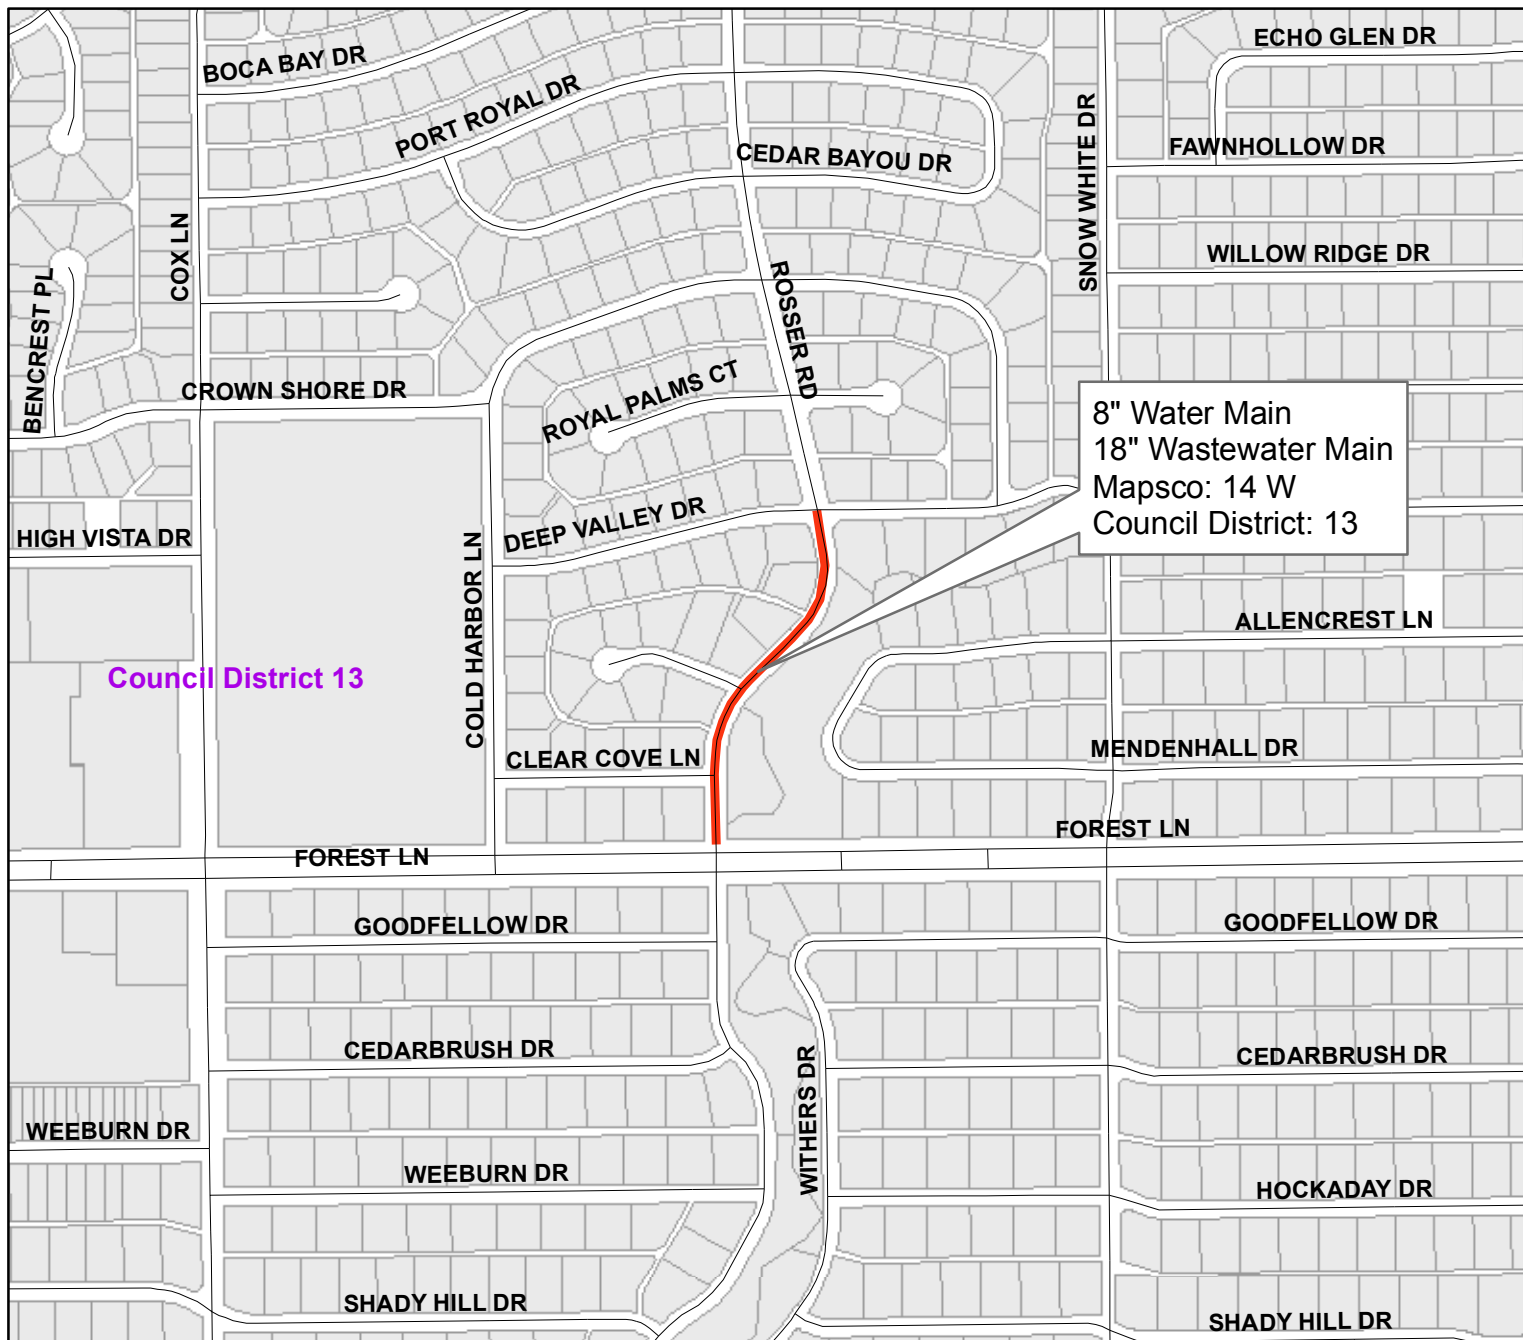 ECHO GLEN DR
BOCA BAY DR
PORT ROYAL DR
SNOW WHITE DR
FAWNHOLLOW DR
CEDAR BAYOU DR
COX LN
WILLOW RIDGE DR
BENCREST PL
ROSSER RD
CROWN SHORE DR
ROYAL PALMS CT
8" Water Main
18" Wastewater Main
Mapsco: 14 W
Council District: 13
DEEP VALLEY DR
HIGH VISTA DR
COLD HARBOR LN
ALLENCREST LN
Council District 13
CLEAR COVE LN
MENDENHALL DR
FOREST LN
FOREST LN
GOODFELLOW DR
GOODFELLOW DR
CEDARBRUSH DR
CEDARBRUSH DR
WITHERS DR
WEEBURN DR
WEEBURN DR
HOCKADAY DR
SHADY HILL DR
SHADY HILL DR